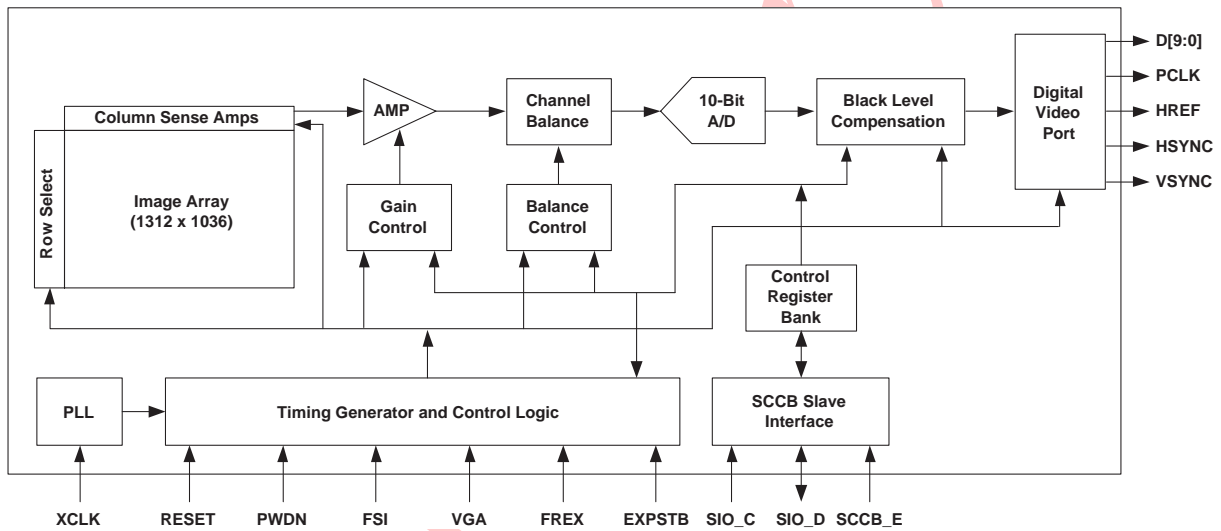 Column Sense Amps
Row Select
Image Array
(1312 x 1036)
AMP
Channel
Balance
10-Bit
A/D
Black Level
Compensation
Digital
Video
Port
D[9:0]
PCLK
HREF
HSYNC
VSYNC
Gain
Control
Balance
Control
Control
Register
Bank
PLL
Timing Generator and Control Logic
SCCB Slave
Interface
XCLK
RESET
PWDN
FSI
VGA
FREX
EXPSTB
SIO_C
SIO_D
SCCB_E